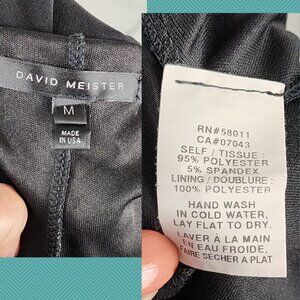 DAVID MEISTER
M
MADE
IN USA
RN#58011
CA#07043
SELF / TISSUE :
95% POLYESTER
5% SPANDEX
LINING / DOUBLURE :
100% POLYESTER
HAND WASH
IN COLD WATER,
LAY FLAT TO DRY.
LAVER À LA MAIN
EN EAU FROIDE,
FAIRE SÉCHER A PLAT